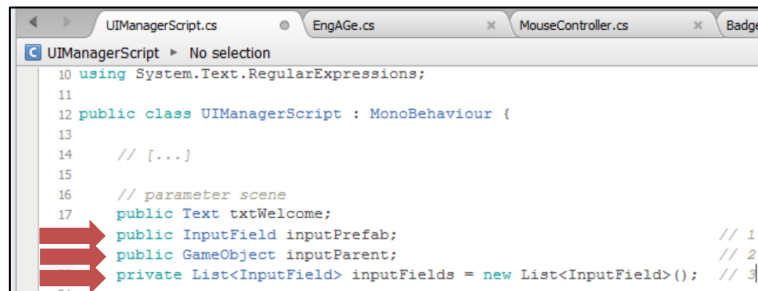 UIManagerScript.cs EngAGe.cs × MouseController.cs × Badge
C UIManagerScript ▸ No selection
10 using System.Text.RegularExpressions;
11
12 public class UIManagerScript : MonoBehaviour {
13
14 // [...]
15
16 // parameter scene
17 public Text txtWelcome;
public InputField inputPrefab; // 1
public GameObject inputParent; // 2
private List<InputField> inputFields = new List<InputField>(); // 3